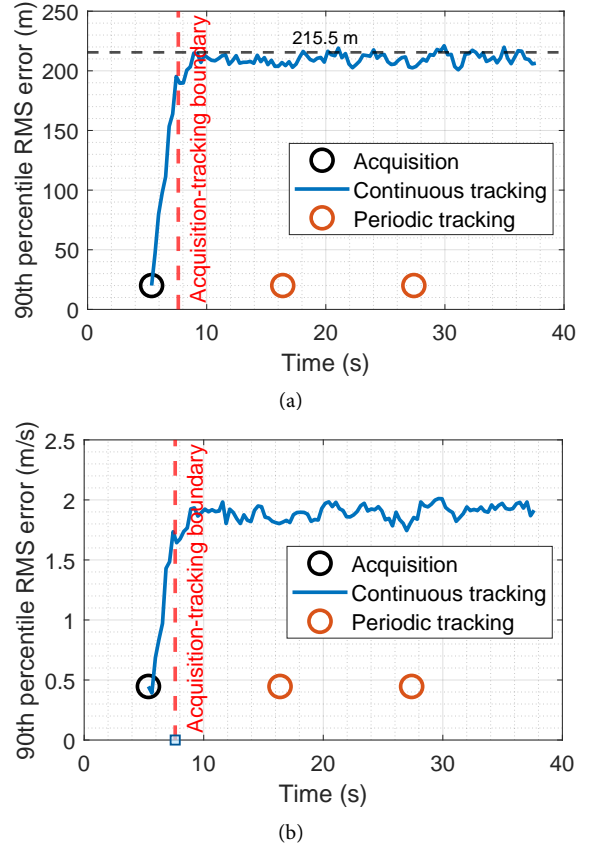 90th percentile RMS error (m)
250
200
150
100
50
0
215.5 m
Acquisition-tracking boundary
Acquisition
Continuous tracking
Periodic tracking
0 10 20 30 40
Time (s)
(a)
90th percentile RMS error (m/s)
2.5
2
1.5
1
0.5
0
Acquisition-tracking boundary
Acquisition
Continuous tracking
Periodic tracking
0 10 20 30 40
Time (s)
(b)